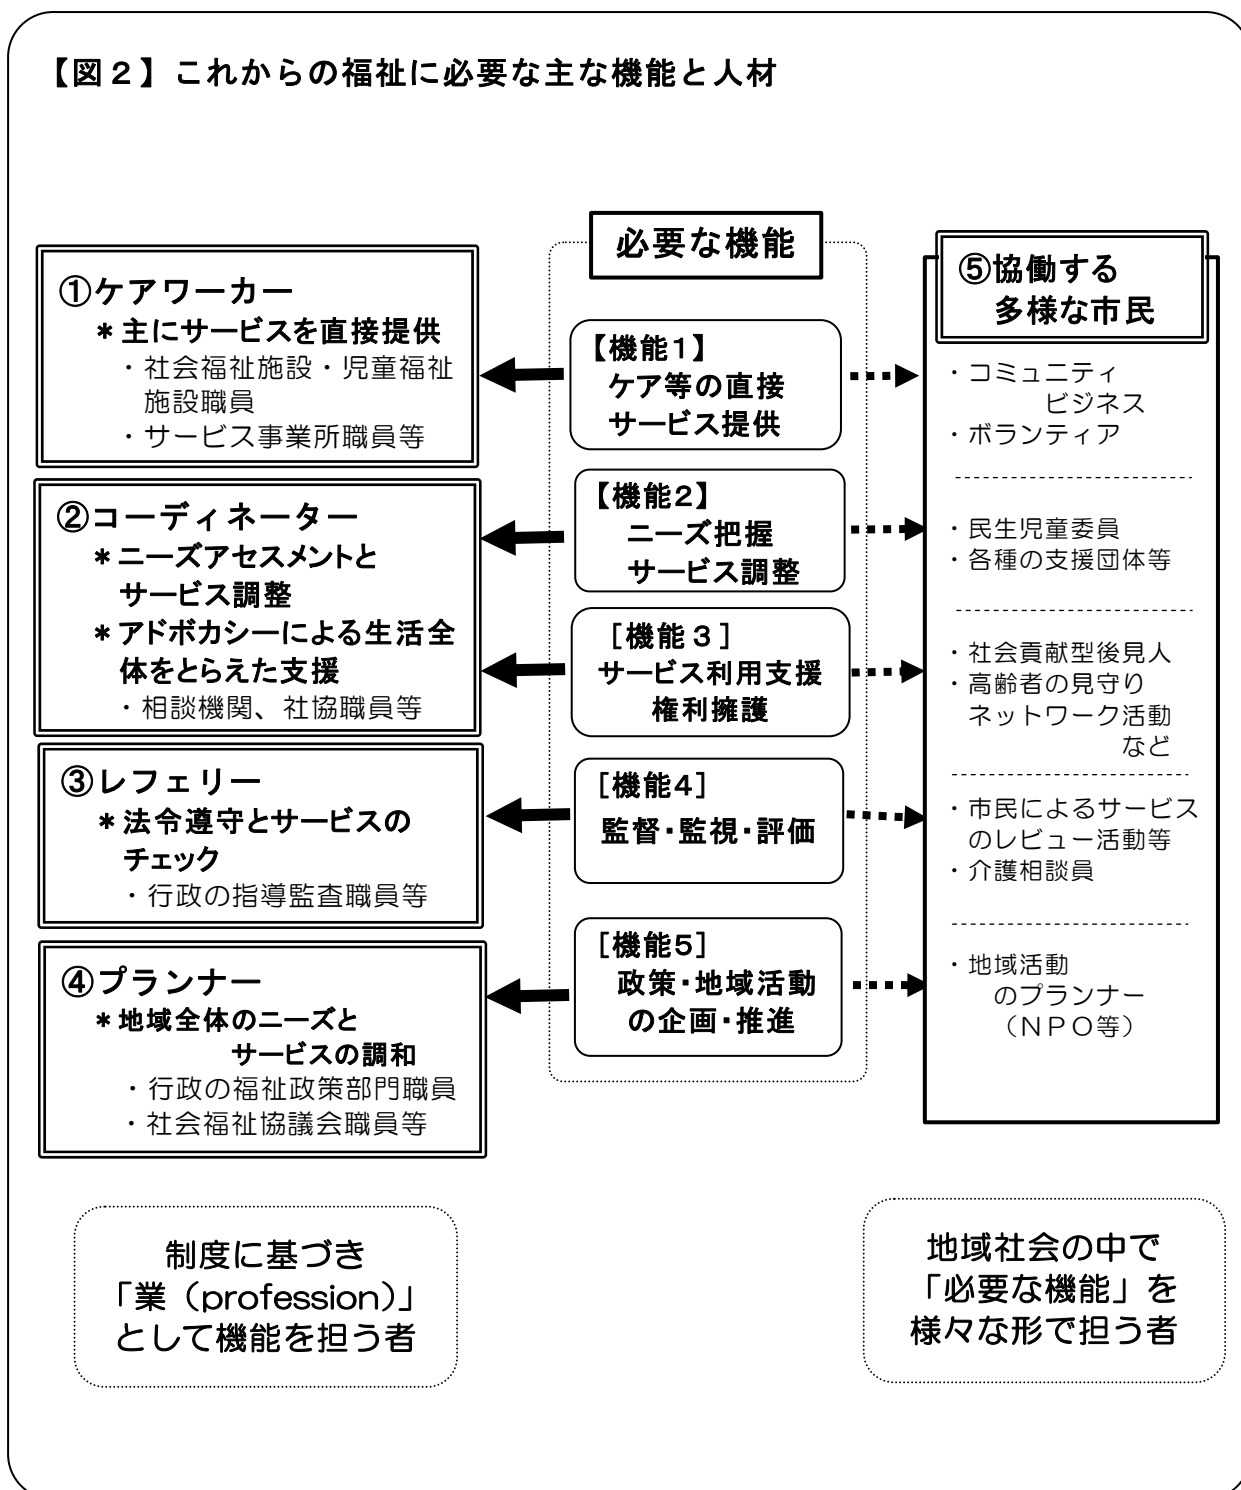 【図２】これからの福祉に必要な主な機能と人材
①ケアワーカー
＊主にサービスを直接提供
・社会福祉施設・児童福祉
施設職員
・サービス事業所職員等
②コーディネーター
＊ニーズアセスメントと
サービス調整
＊アドボカシーによる生活全
体をとらえた支援
・相談機関、社協職員等
③レフェリー
＊法令遵守とサービスの
チェック
・行政の指導監査職員等
④プランナー
＊地域全体のニーズと
サービスの調和
・行政の福祉政策部門職員
・社会福祉協議会職員等
必要な機能
【機能１】
ケア等の直接
サービス提供
【機能２】
ニーズ把握
サービス調整
［機能３］
サービス利用支援
権利擁護
［機能４］
監督・監視・評価
［機能５］
政策・地域活動
の企画・推進
⑤協働する
多様な市民
・コミュニティ
ビジネス
・ボランティア
・民生児童委員
・各種の支援団体等
・社会貢献型後見人
・高齢者の見守り
ネットワーク活動
など
・市民によるサービス
のレビュー活動等
・介護相談員
・地域活動
のプランナー
（ＮＰＯ等）
制度に基づき
「業（profession）」
として機能を担う者
地域社会の中で
「必要な機能」を
様々な形で担う者